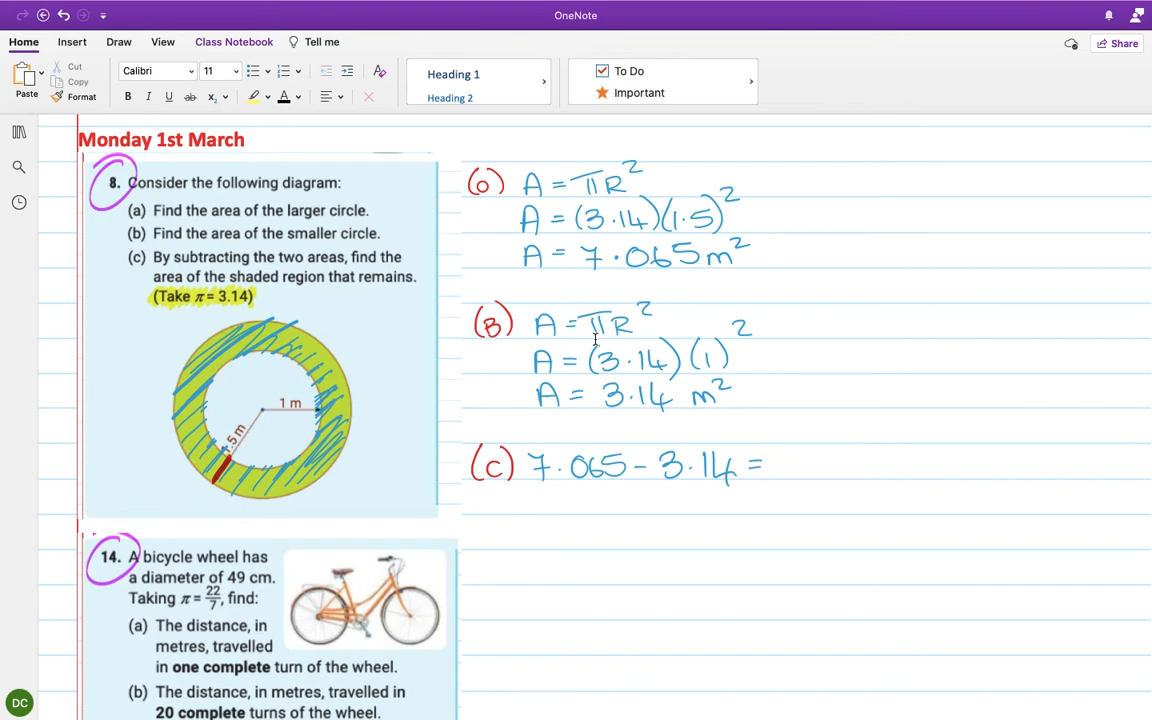 OneNote
Home Insert Draw View Class Notebook Tell me
Share
Paste
Cut
Copy
Format
Calibri 11
B I U ab x₂ A
Heading 1
Heading 2
To Do
Important
Monday 1st March
8. Consider the following diagram:
(a) Find the area of the larger circle.
(b) Find the area of the smaller circle.
(c) By subtracting the two areas, find the
area of the shaded region that remains.
(Take π = 3.14)
1 m
1.5 m
(a) A = πR²
A = (3.14)(1.5)²
A = 7.065m²
(B) A = πR²
A = (3.14)(1)²
A = 3.14 m²
(C) 7.065 - 3.14 =
14. A bicycle wheel has
a diameter of 49 cm.
Taking π = 22/7, find:
(a) The distance, in
metres, travelled
in one complete turn of the wheel.
(b) The distance, in metres, travelled in
20 complete turns of the wheel.
DC